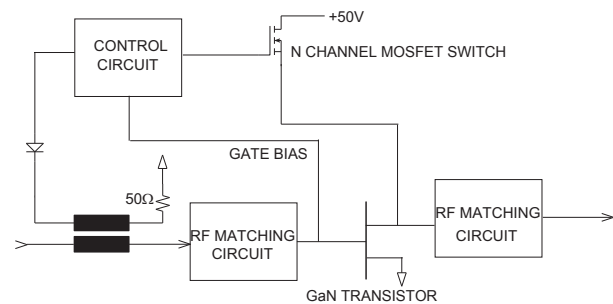 +50V
CONTROL
CIRCUIT
N CHANNEL MOSFET SWITCH
GATE BIAS
50Ω
RF MATCHING
CIRCUIT
RF MATCHING
CIRCUIT
GaN TRANSISTOR